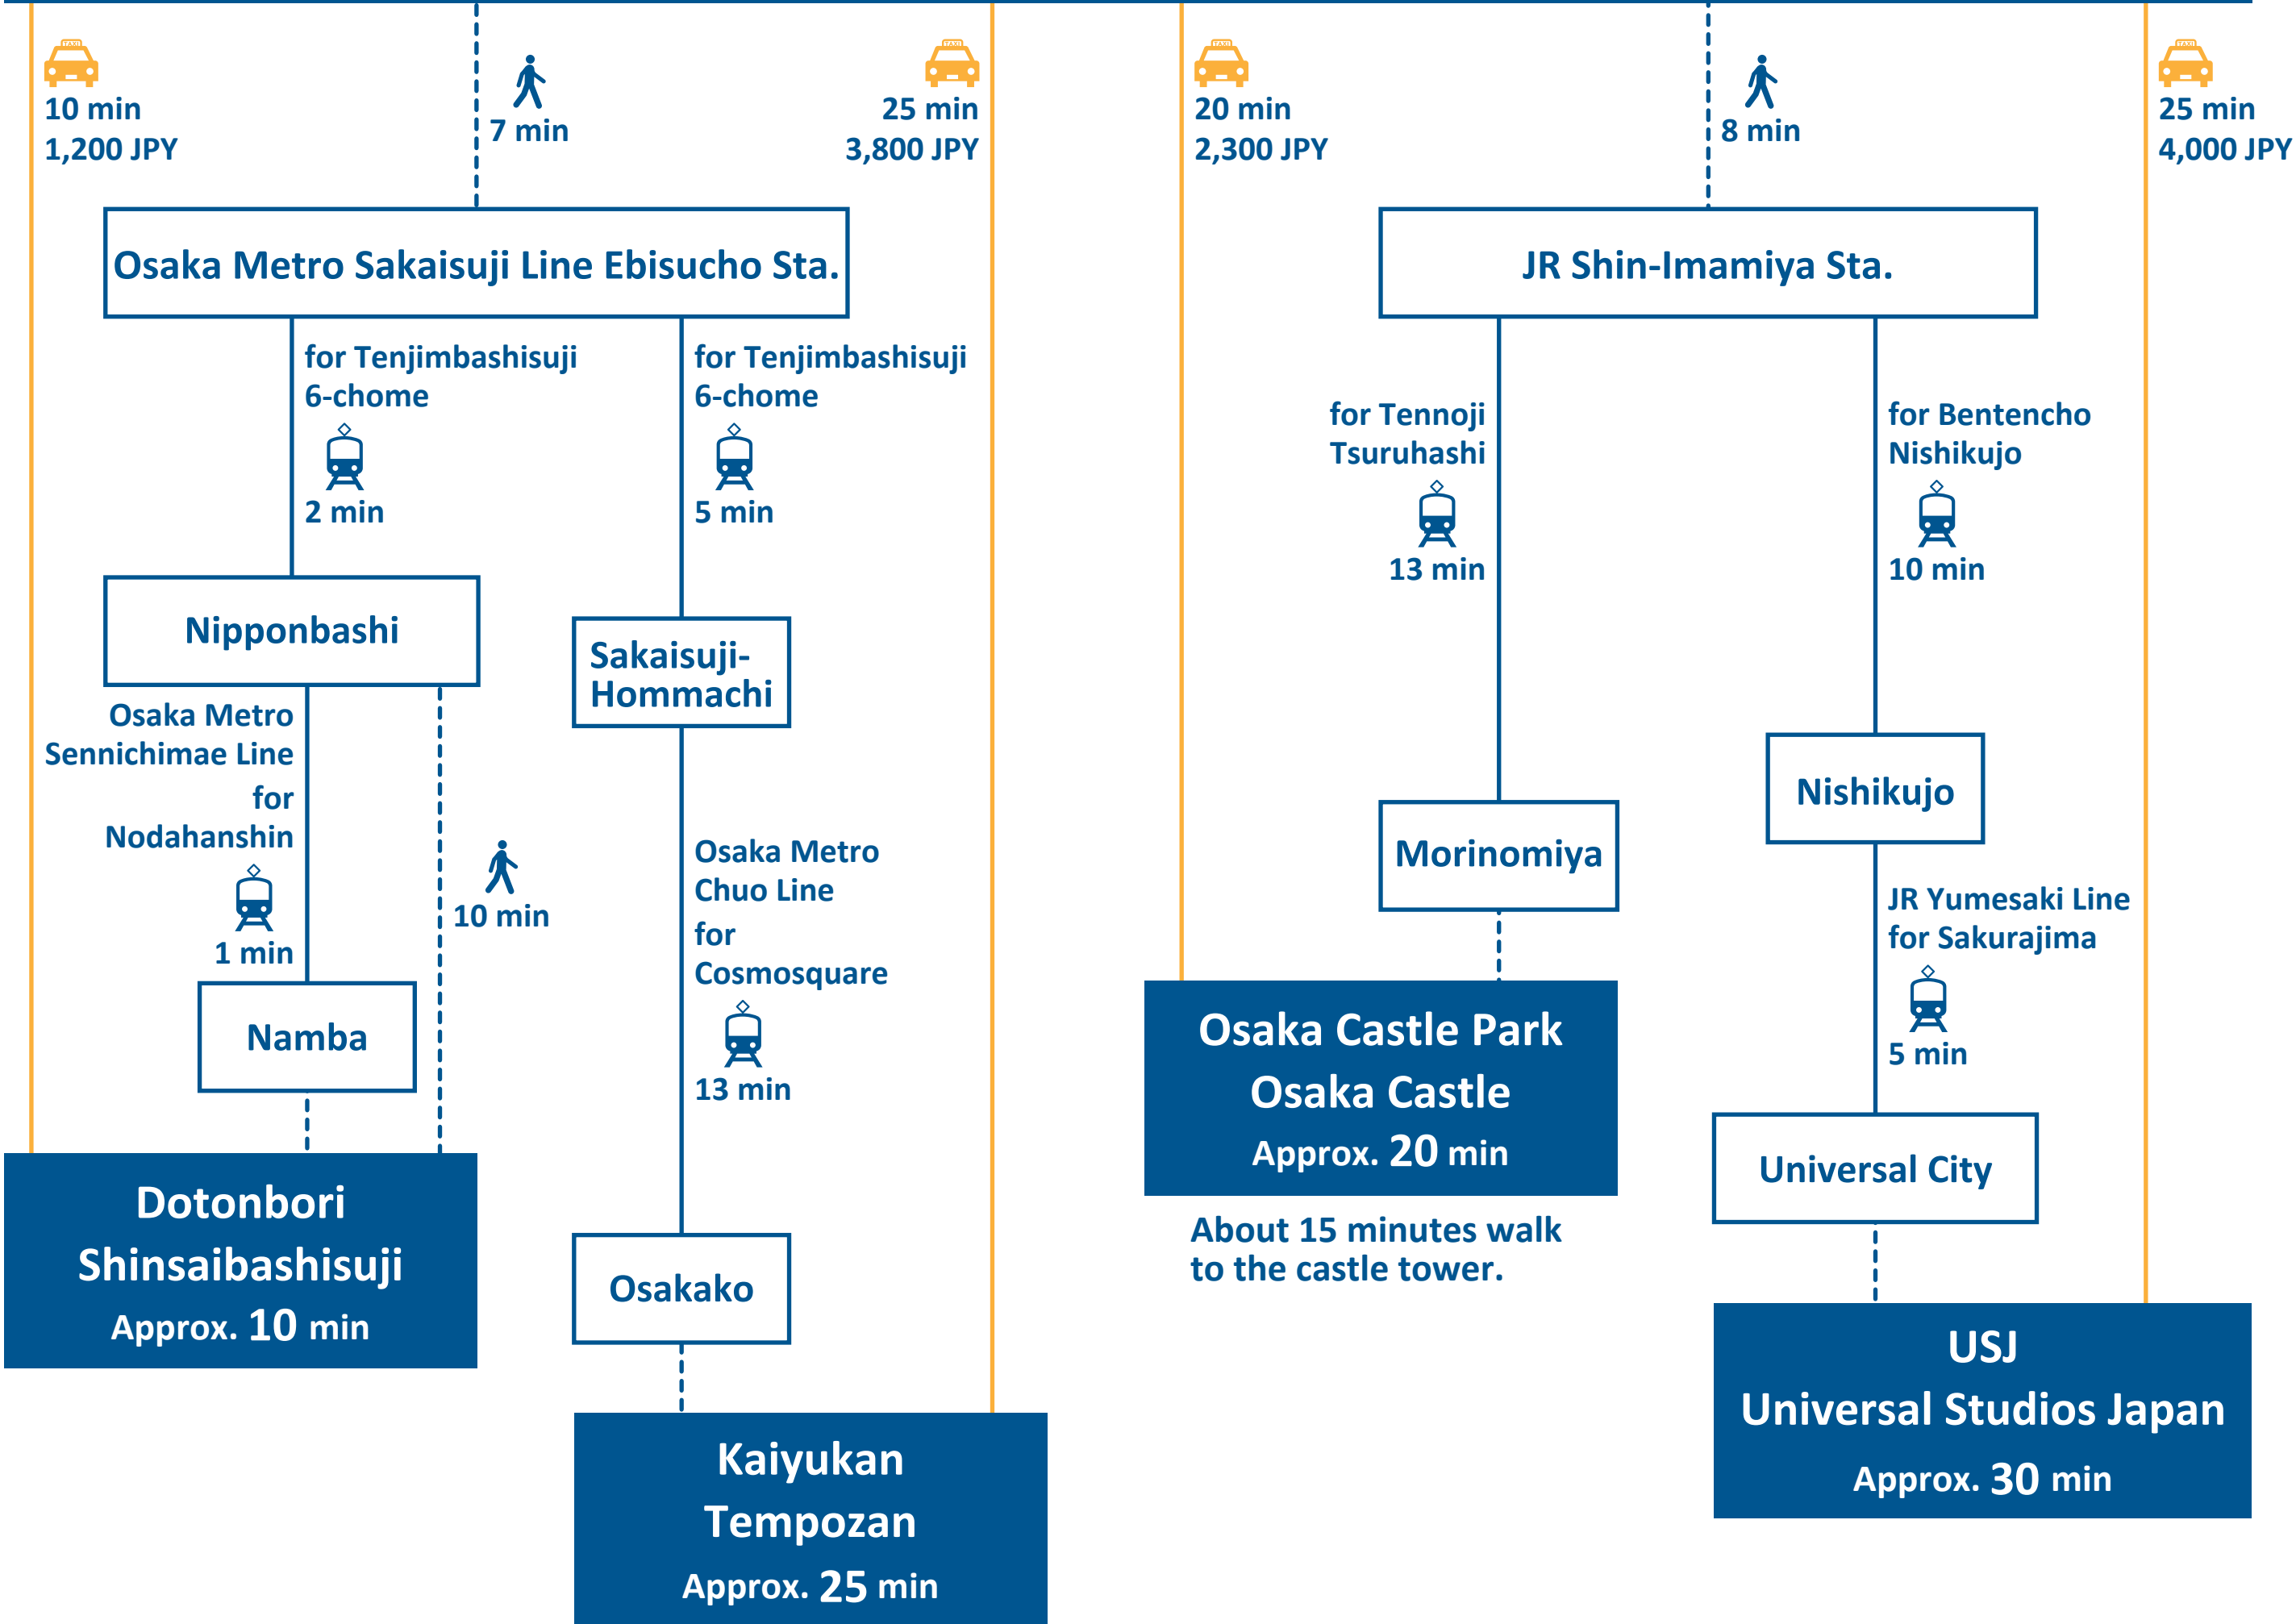 10 min
1,200 JPY
7 min
25 min
3,800 JPY
20 min
2,300 JPY
8 min
25 min
4,000 JPY
Osaka Metro Sakaisuji Line Ebisucho Sta.
JR Shin-Imamiya Sta.
for Tenjimbashisuji
6-chome
2 min
for Tenjimbashisuji
6-chome
5 min
for Tennoji
Tsuruhashi
13 min
for Bentencho
Nishikujo
10 min
Nipponbashi
Sakaisuji-
Hommachi
Osaka Metro
Sennichimae Line
for
Nodahanshin
1 min
10 min
Osaka Metro
Chuo Line
for
Cosmosquare
13 min
Morinomiya
Nishikujo
JR Yumesaki Line
for Sakurajima
5 min
Namba
Osaka Castle Park
Osaka Castle
Approx. 20 min
About 15 minutes walk
to the castle tower.
Universal City
Dotonbori
Shinsaibashisuji
Approx. 10 min
Osakako
USJ
Universal Studios Japan
Approx. 30 min
Kaiyukan
Tempozan
Approx. 25 min
TAXI
TAXI
TAXI
TAXI